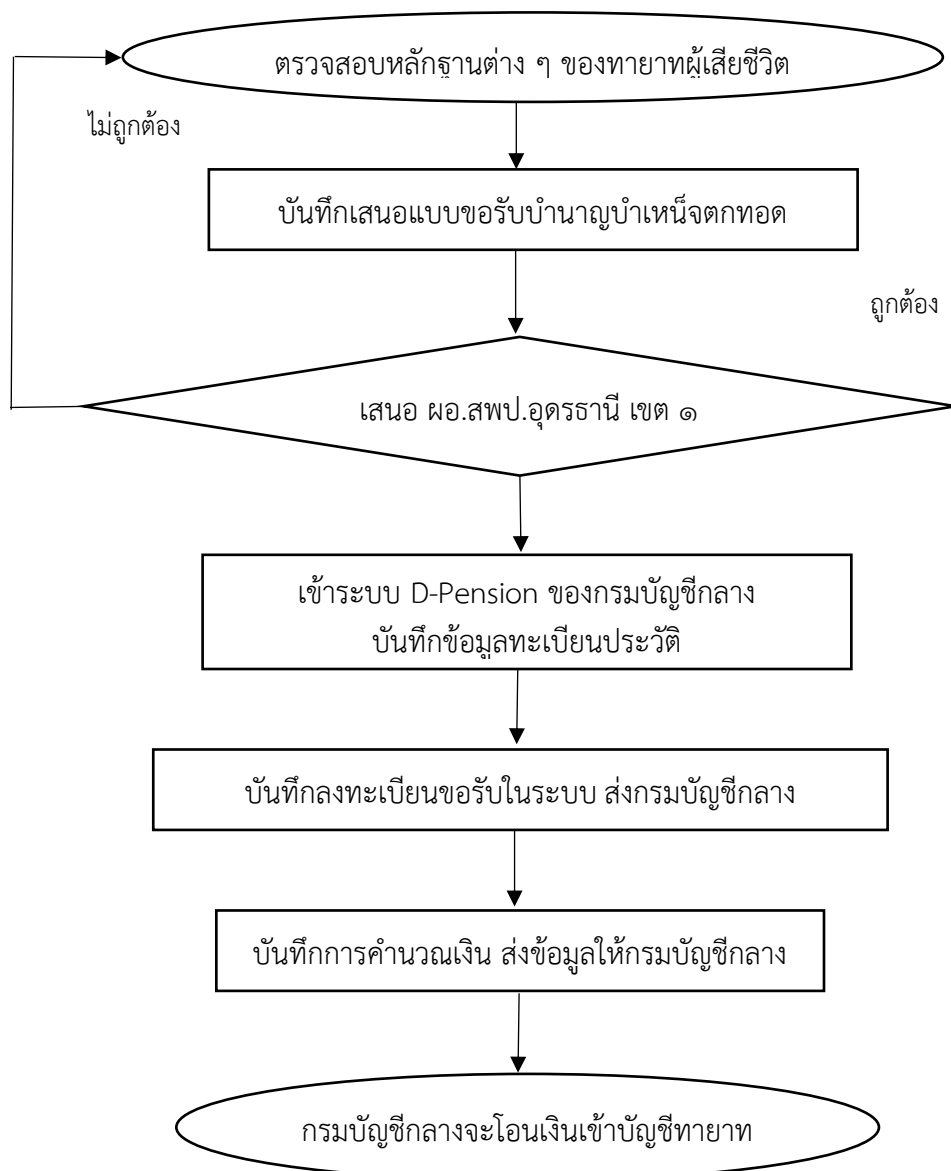 ตรวจสอบหลักฐานต่าง ๆ ของทายาทผู้เสียชีวิต
ไม่ถูกต้อง
บันทึกเสนอแบบขอรับบำนาญบำเหน็จตกทอด
ถูกต้อง
เสนอ ผอ.สพป.อุดรธานี เขต ๑
เข้าระบบ D-Pension ของกรมบัญชีกลาง
บันทึกข้อมูลทะเบียนประวัติ
บันทึกลงทะเบียนขอรับในระบบ ส่งกรมบัญชีกลาง
บันทึกการคำนวณเงิน ส่งข้อมูลให้กรมบัญชีกลาง
กรมบัญชีกลางจะโอนเงินเข้าบัญชีทายาท